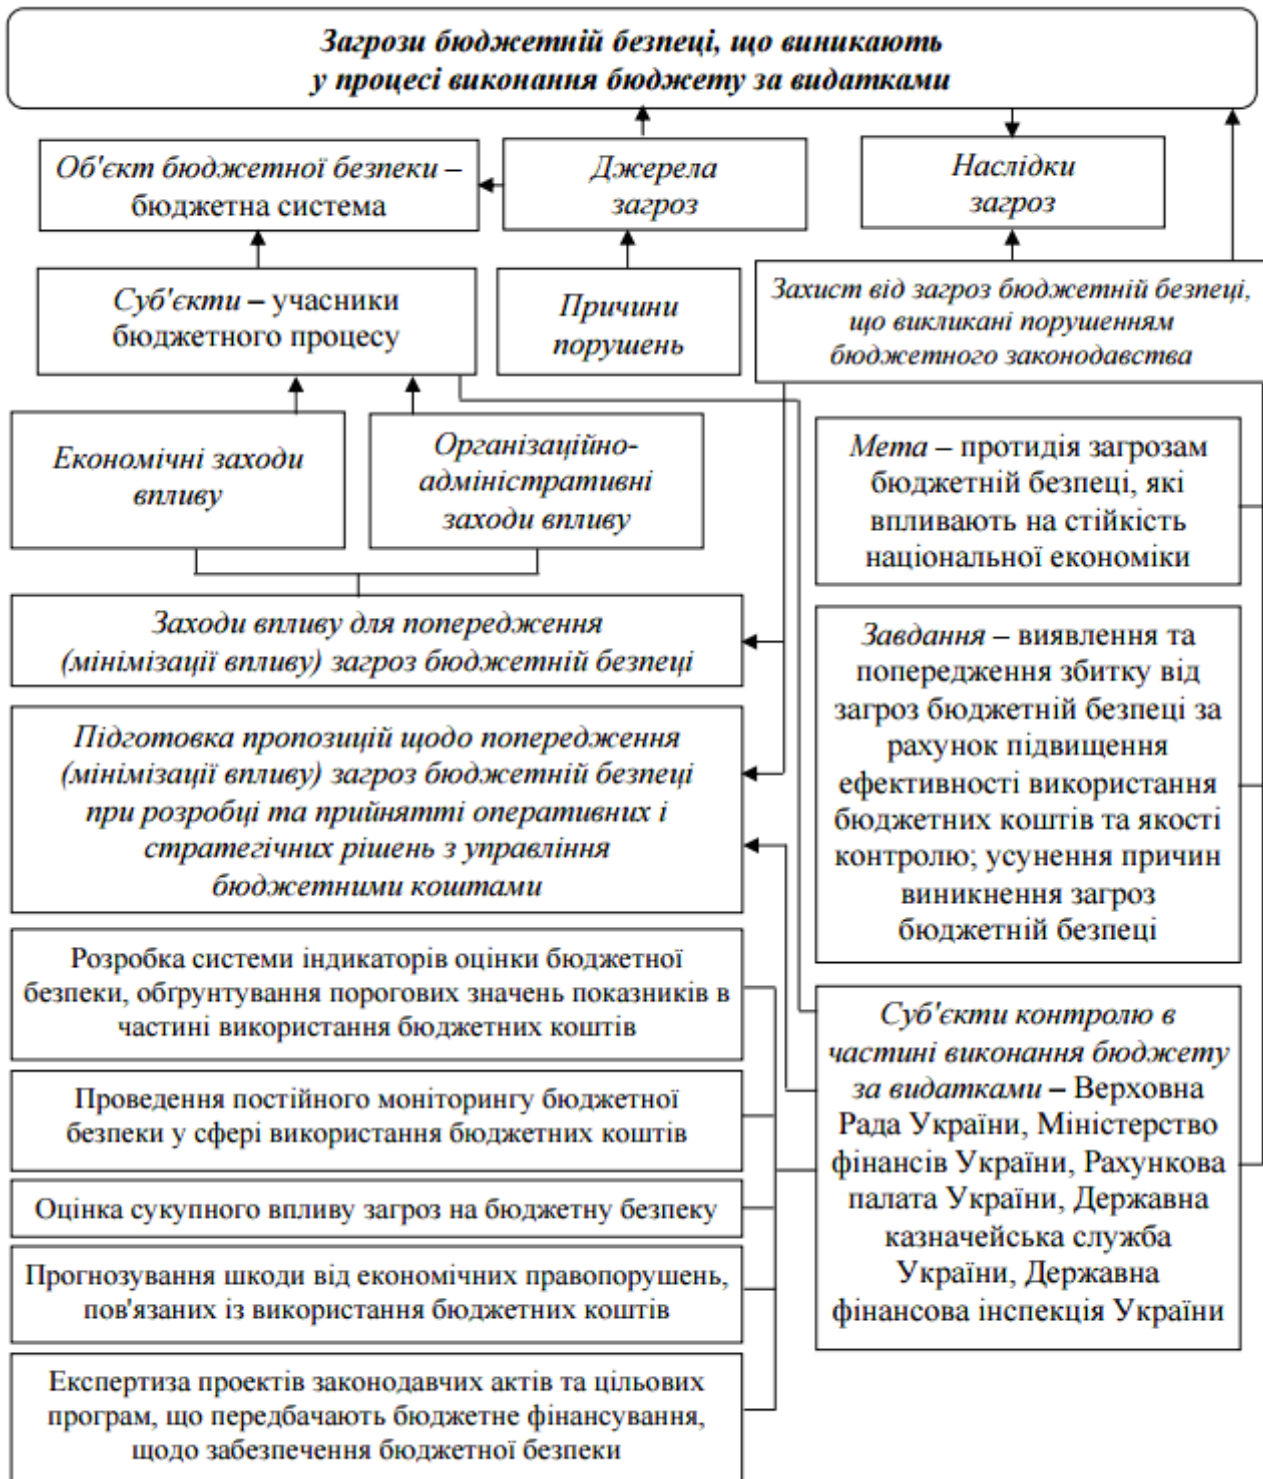 Загрози бюджетній безпеці, що виникають
у процесі виконання бюджету за видатками
Об'єкт бюджетної безпеки –
бюджетна система
Джерела
загроз
Наслідки
загроз
Суб'єкти – учасники
бюджетного процесу
Причини
порушень
Захист від загроз бюджетній безпеці,
що викликані порушенням
бюджетного законодавства
Економічні заходи
впливу
Організаційно-
адміністративні
заходи впливу
Мета – протидія загрозам
бюджетній безпеці, які
впливають на стійкість
національної економіки
Заходи впливу для попередження
(мінімізації впливу) загроз бюджетній безпеці
Завдання – виявлення та
попередження збитку від
загроз бюджетній безпеці за
рахунок підвищення
ефективності використання
бюджетних коштів та якості
контролю; усунення причин
виникнення загроз
бюджетній безпеці
Підготовка пропозицій щодо попередження
(мінімізації впливу) загроз бюджетній безпеці
при розробці та прийнятті оперативних і
стратегічних рішень з управління
бюджетними коштами
Розробка системи індикаторів оцінки бюджетної
безпеки, обґрунтування порогових значень показників в
частині використання бюджетних коштів
Суб'єкти контролю в
частині виконання бюджету
за видатками – Верховна
Рада України, Міністерство
фінансів України, Рахункова
палата України, Державна
казначейська служба
України, Державна
фінансова інспекція України
Проведення постійного моніторингу бюджетної
безпеки у сфері використання бюджетних коштів
Оцінка сукупного впливу загроз на бюджетну безпеку
Прогнозування шкоди від економічних правопорушень,
пов'язаних із використання бюджетних коштів
Експертиза проектів законодавчих актів та цільових
програм, що передбачають бюджетне фінансування,
щодо забезпечення бюджетної безпеки